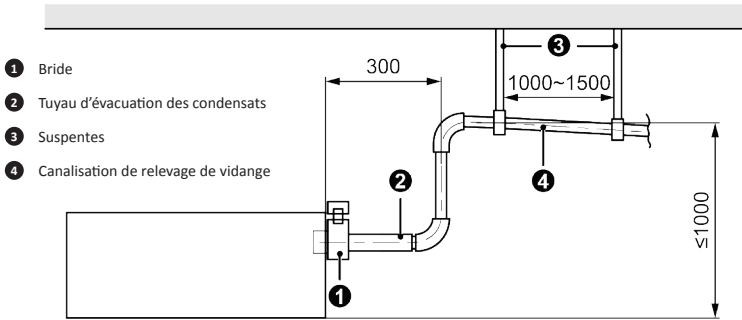 1 Bride
2 Tuyau d’évacuation des condensats
3 Suspentes
4 Canalisation de relevage de vidange
3
300
1000~1500
2
4
≤1000
1